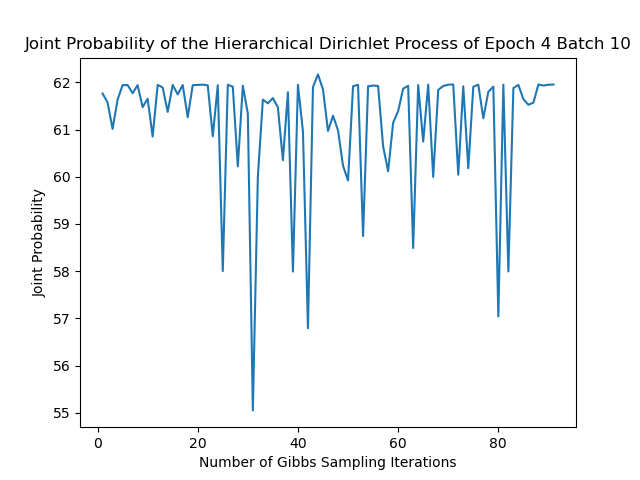 Joint Probability of the Hierarchical Dirichlet Process of Epoch 4 Batch 10
62
61
60
59
58
57
56
55
Joint Probability
0 20 40 60 80
Number of Gibbs Sampling Iterations